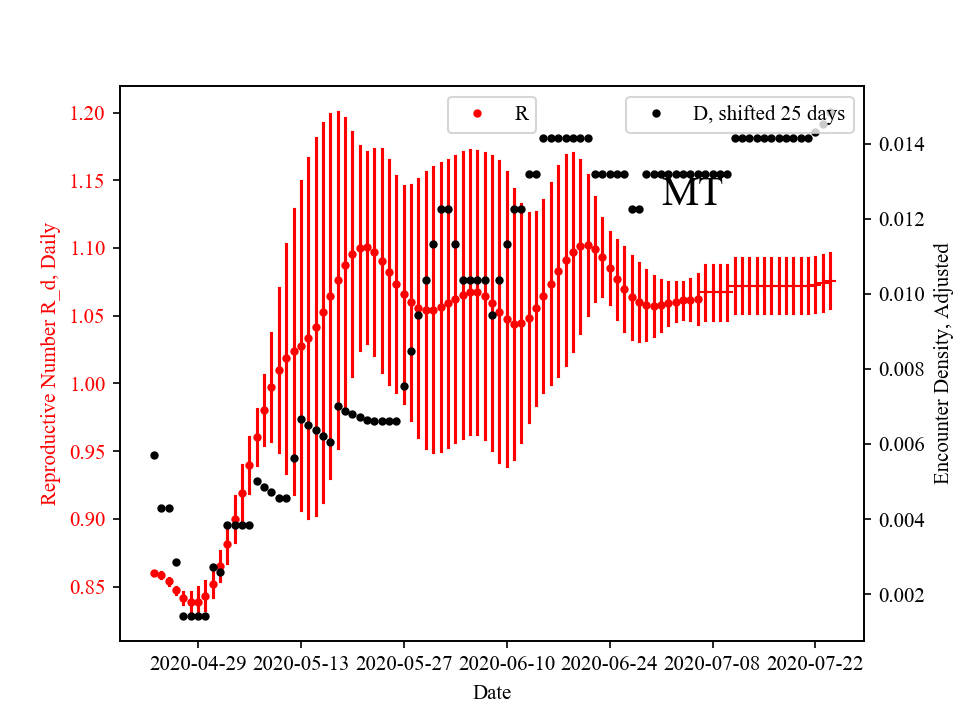 R
D, shifted 25 days
MT
Reproductive Number R_d, Daily
1.20
1.15
1.10
1.05
1.00
0.95
0.90
0.85
0.014
0.012
0.010
0.008
0.006
0.004
0.002
Encounter Density, Adjusted
2020-04-29 2020-05-13 2020-05-27 2020-06-10 2020-06-24 2020-07-08 2020-07-22
Date